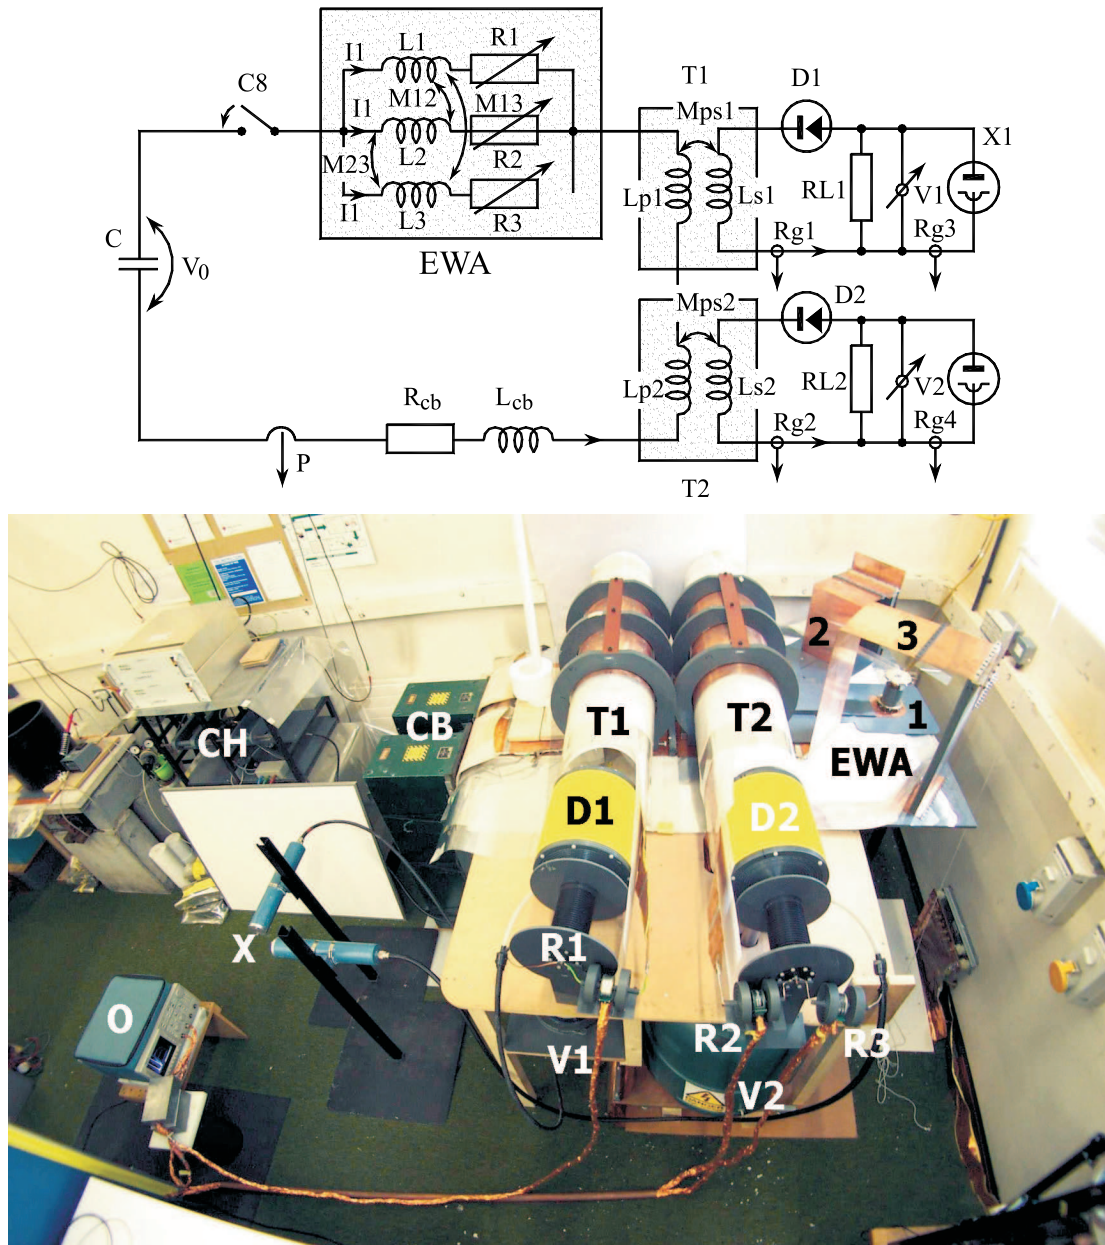 C8
I1
L1
R1
M12
M13
I1
L2
R2
M23
I1
L3
R3
EWA
C
V0
T1
Mps1
Lp1
Ls1
D1
X1
RL1
V1
Rg1
Rg3
Mps2
Lp2
Ls2
D2
RL2
V2
Rg2
Rg4
T2
Rcb
Lcb
P
2
3
1
T1
T2
CH
CB
EWA
D1
D2
X
R1
O
R2
R3
V1
V2